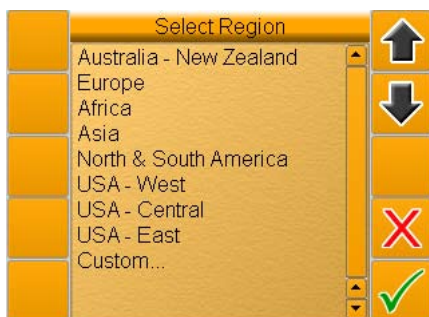 Select Region
Australia - New Zealand
Europe
Africa
Asia
North & South America
USA - West
USA - Central
USA - East
Custom...